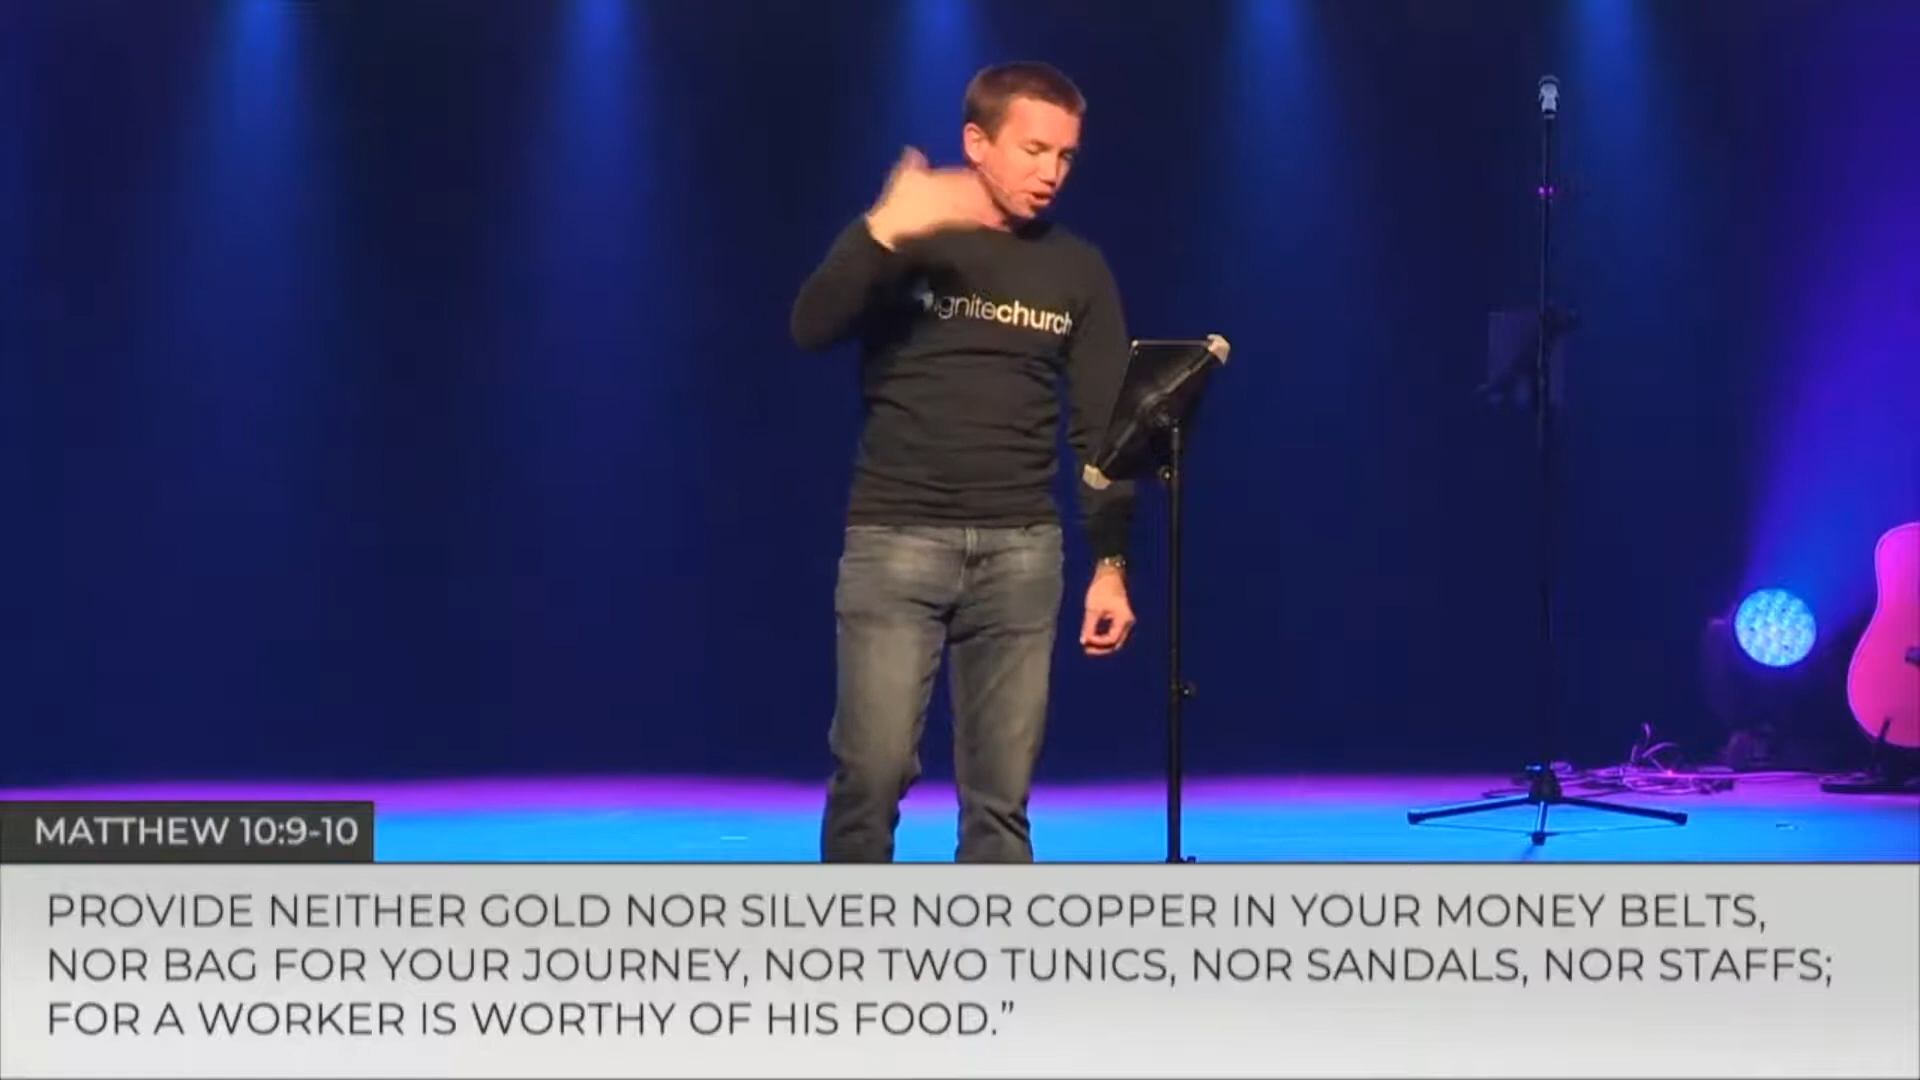 ignitechurch
MATTHEW 10:9-10
PROVIDE NEITHER GOLD NOR SILVER NOR COPPER IN YOUR MONEY BELTS,
NOR BAG FOR YOUR JOURNEY, NOR TWO TUNICS, NOR SANDALS, NOR STAFFS;
FOR A WORKER IS WORTHY OF HIS FOOD.”